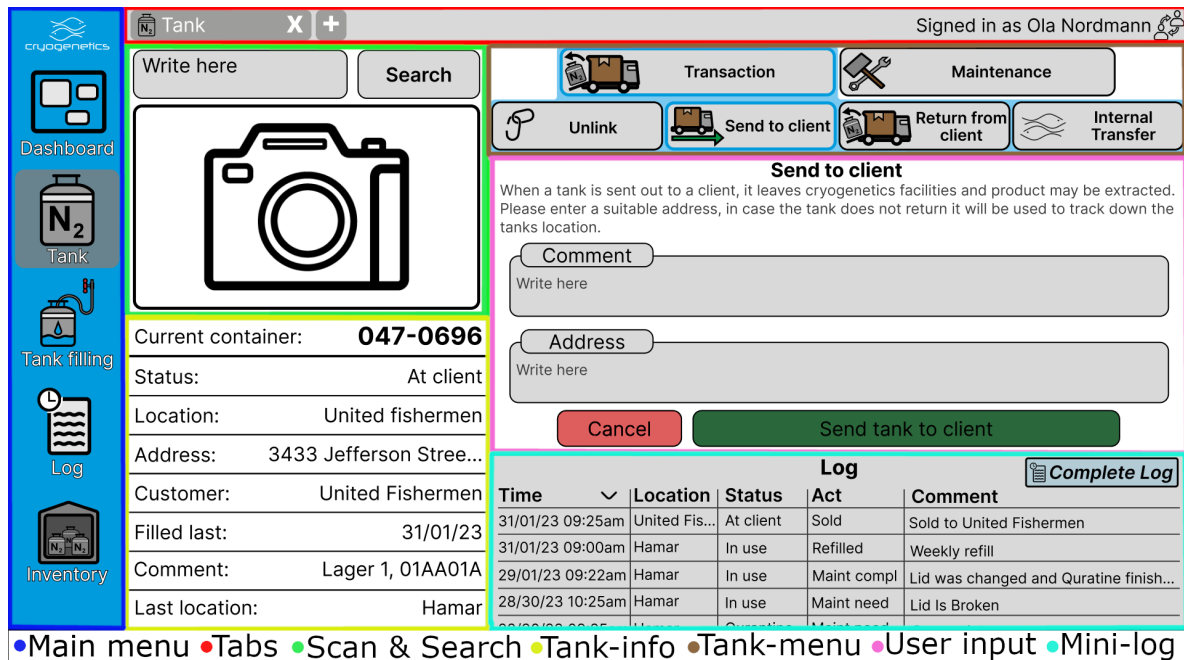 cryogenetics
Dashboard
N2
Tank
Tank filling
Log
N2 N2
Inventory
N2 Tank X +
Signed in as Ola Nordmann
Write here
Search
Current container: 047-0696
Status: At client
Location: United fishermen
Address: 3433 Jefferson Stree...
Customer: United Fishermen
Filled last: 31/01/23
Comment: Lager 1, 01AA01A
Last location: Hamar
N2 Transaction
Maintenance
Unlink
Send to client
N2 Return from
client
Internal
Transfer
Send to client
When a tank is sent out to a client, it leaves cryogenetics facilities and product may be extracted.
Please enter a suitable address, in case the tank does not return it will be used to track down the
tanks location.
Comment
Write here
Address
Write here
Cancel
Send tank to client
Log
Complete Log
Time Location Status Act Comment
31/01/23 09:25am United Fis... At client Sold Sold to United Fishermen
31/01/23 09:00am Hamar In use Refilled Weekly refill
29/01/23 09:22am Hamar In use Maint compl Lid was changed and Quratine finish...
28/30/23 10:25am Hamar In use Maint need Lid Is Broken
•Main menu •Tabs •Scan & Search •Tank-info •Tank-menu •User input •Mini-log